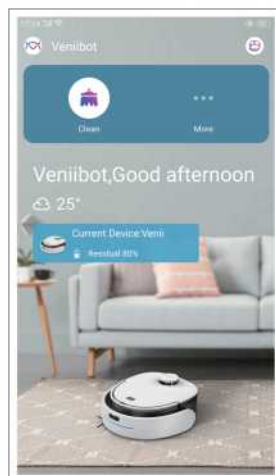 Veniibot
Clean
More
Veniibot,Good afternoon
25°
Current Device:Venii
Residual 80%